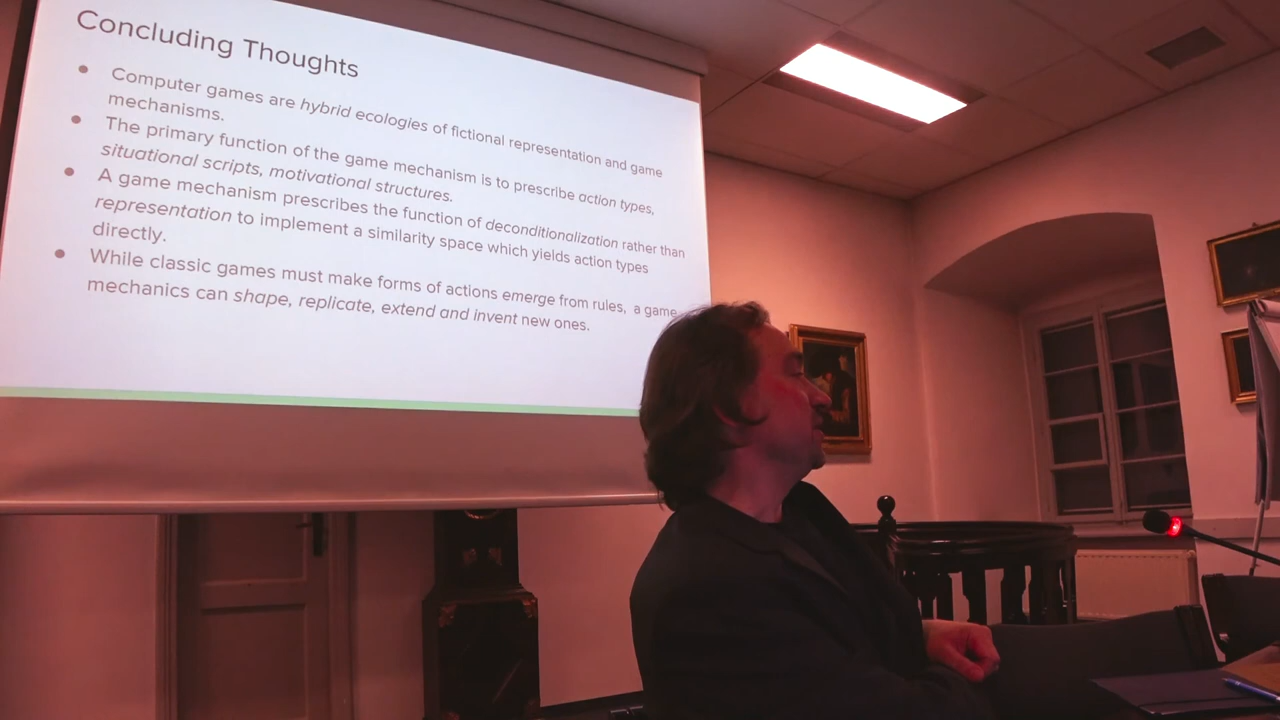 Concluding Thoughts
● Computer games are hybrid ecologies of fictional representation and game
mechanisms.
● The primary function of the game mechanism is to prescribe action types,
situational scripts, motivational structures.
● A game mechanism prescribes the function of deconditionalization rather than
representation to implement a similarity space which yields action types
directly.
● While classic games must make forms of actions emerge from rules, a game
mechanics can shape, replicate, extend and invent new ones.